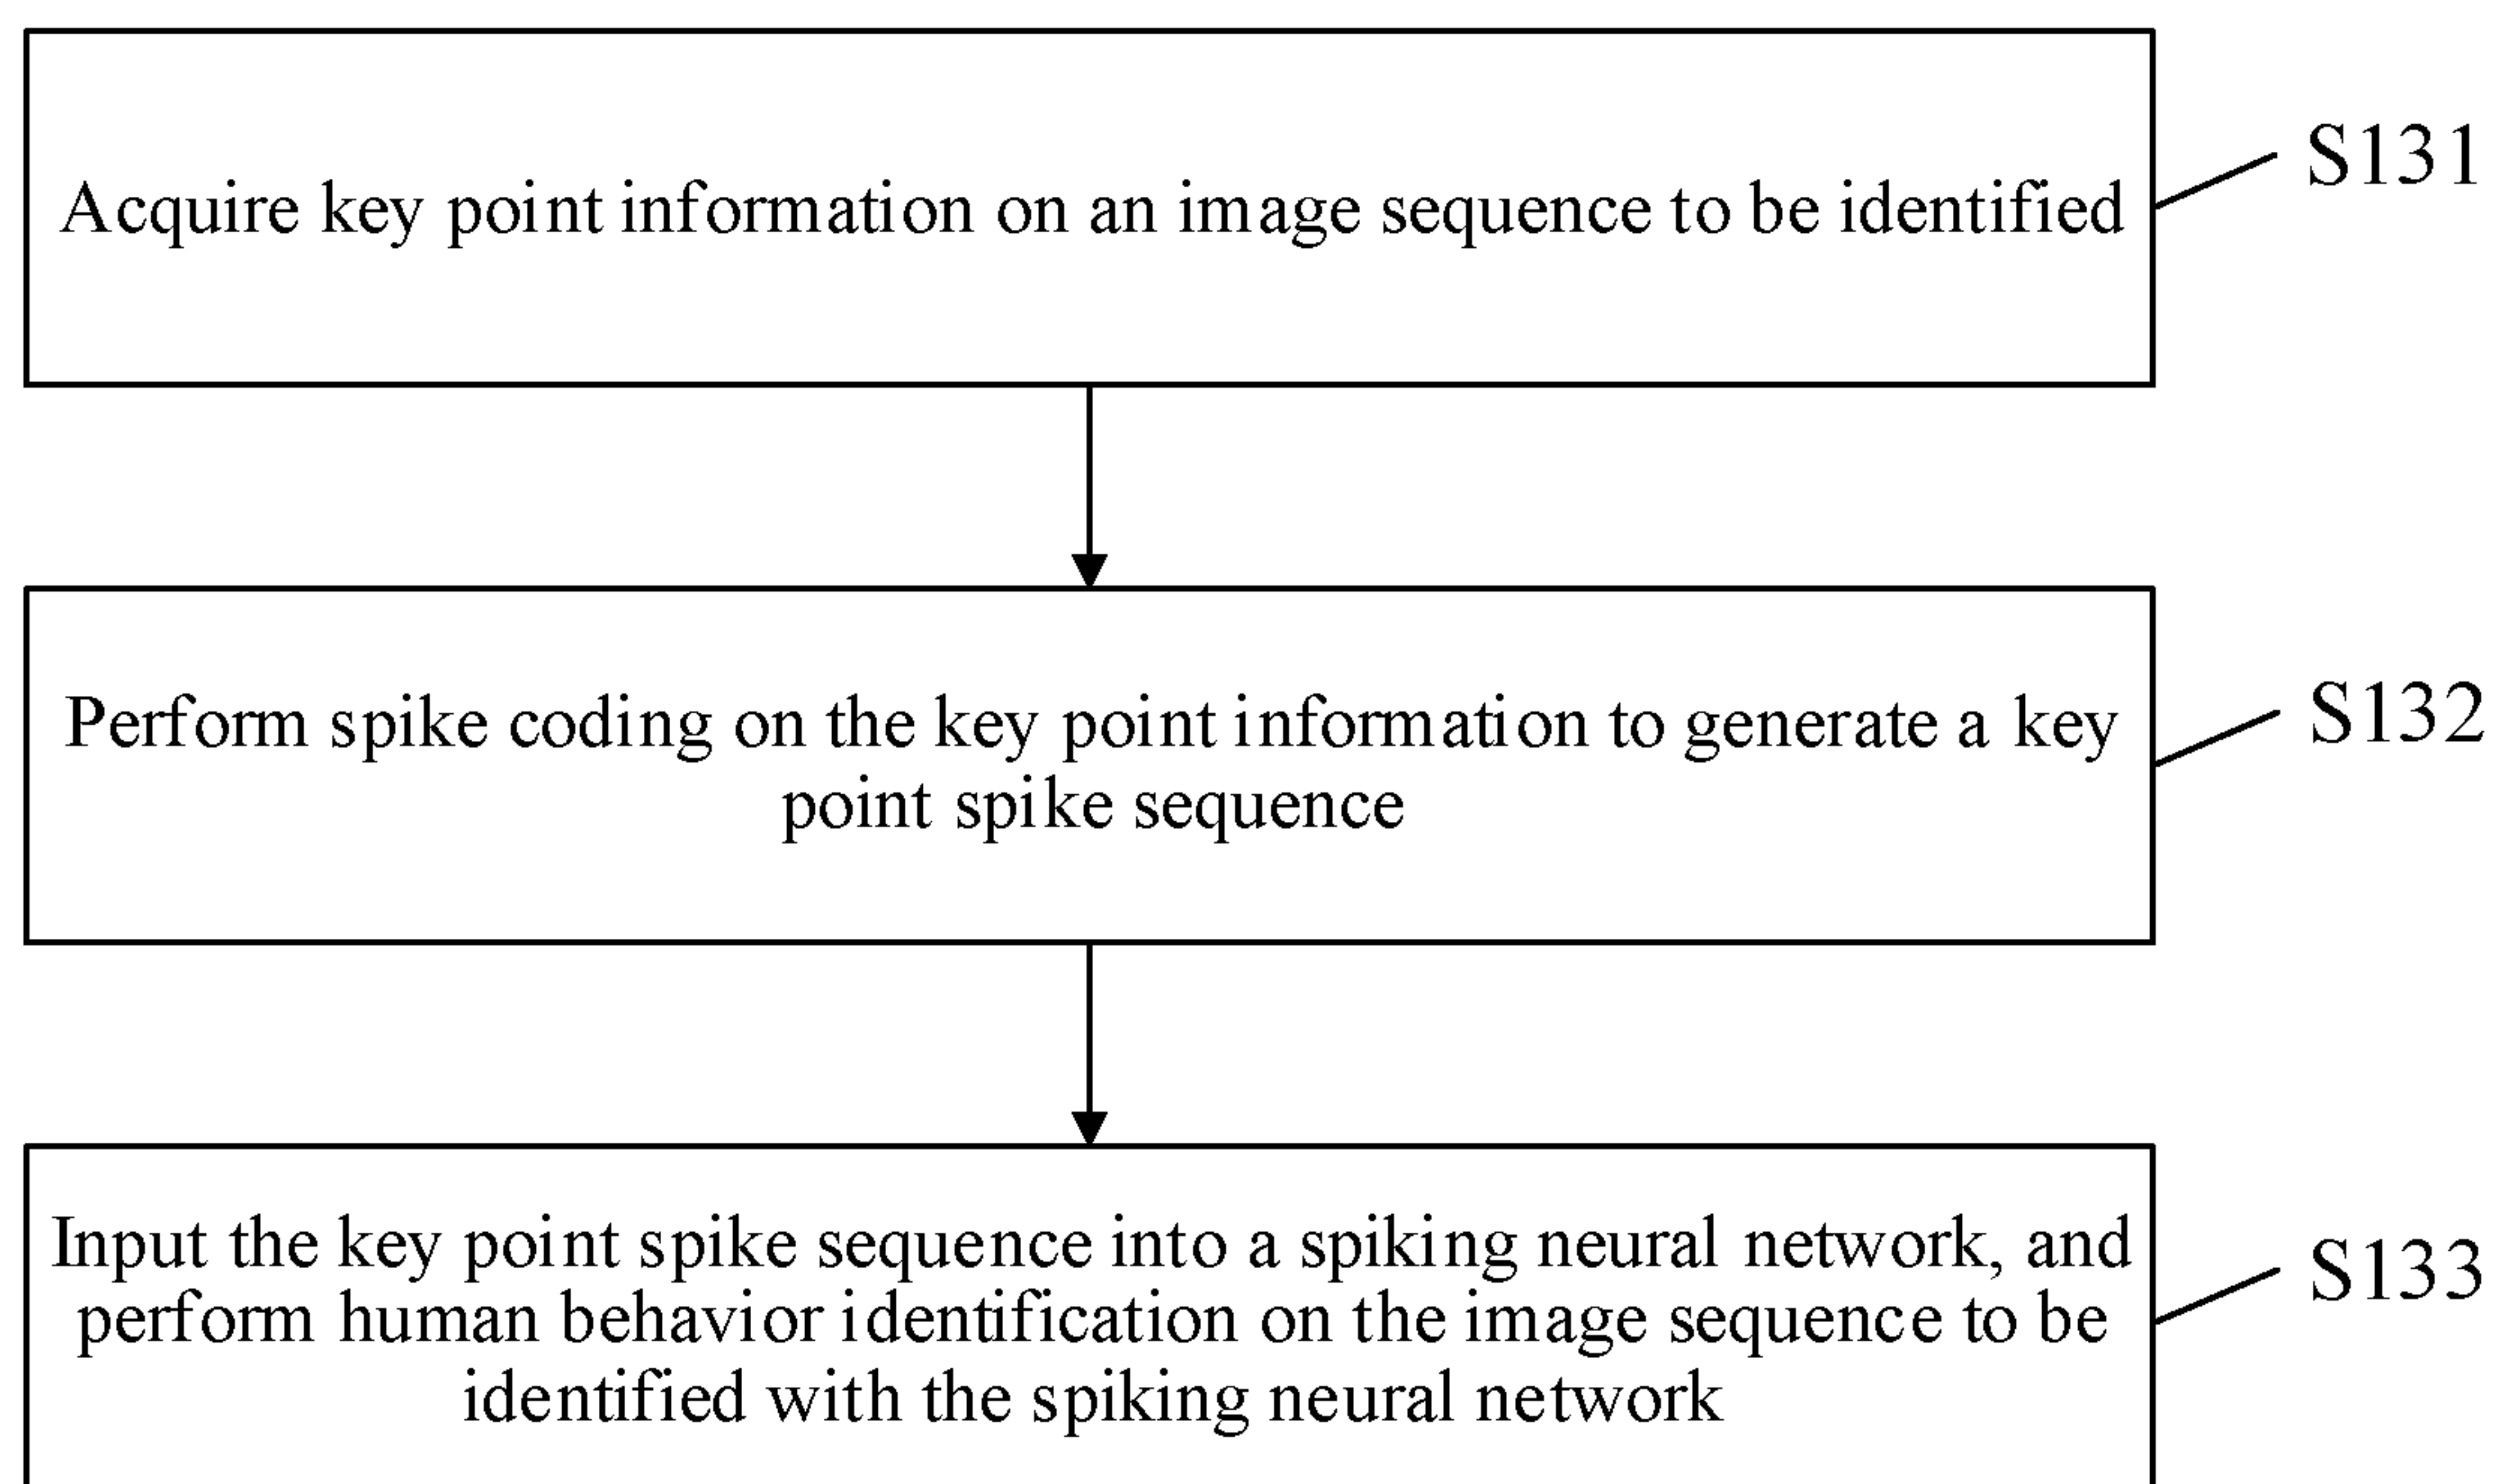 Acquire key point information on an image sequence to be identified
S131
Perform spike coding on the key point information to generate a key
point spike sequence
S132
Input the key point spike sequence into a spiking neural network, and
perform human behavior identification on the image sequence to be
identified with the spiking neural network
S133